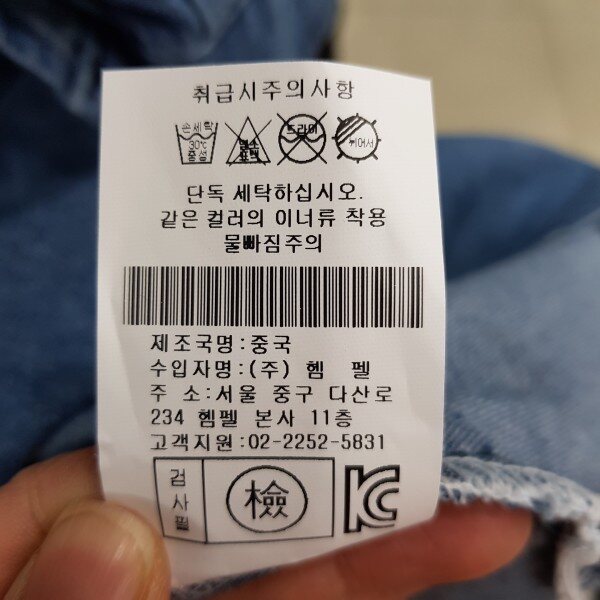 취급시주의사항
손세탁 염소표백 드라이 뉘어서
30℃
중성
단독 세탁하십시오.
같은 컬러의 이너류 착용
물빠짐주의
제조국명:중국
수입자명:(주) 헴 펠
주 소:서울 중구 다산로
234 헴펠 본사 11층
고객지원:02-2252-5831
검사필 檢 KC